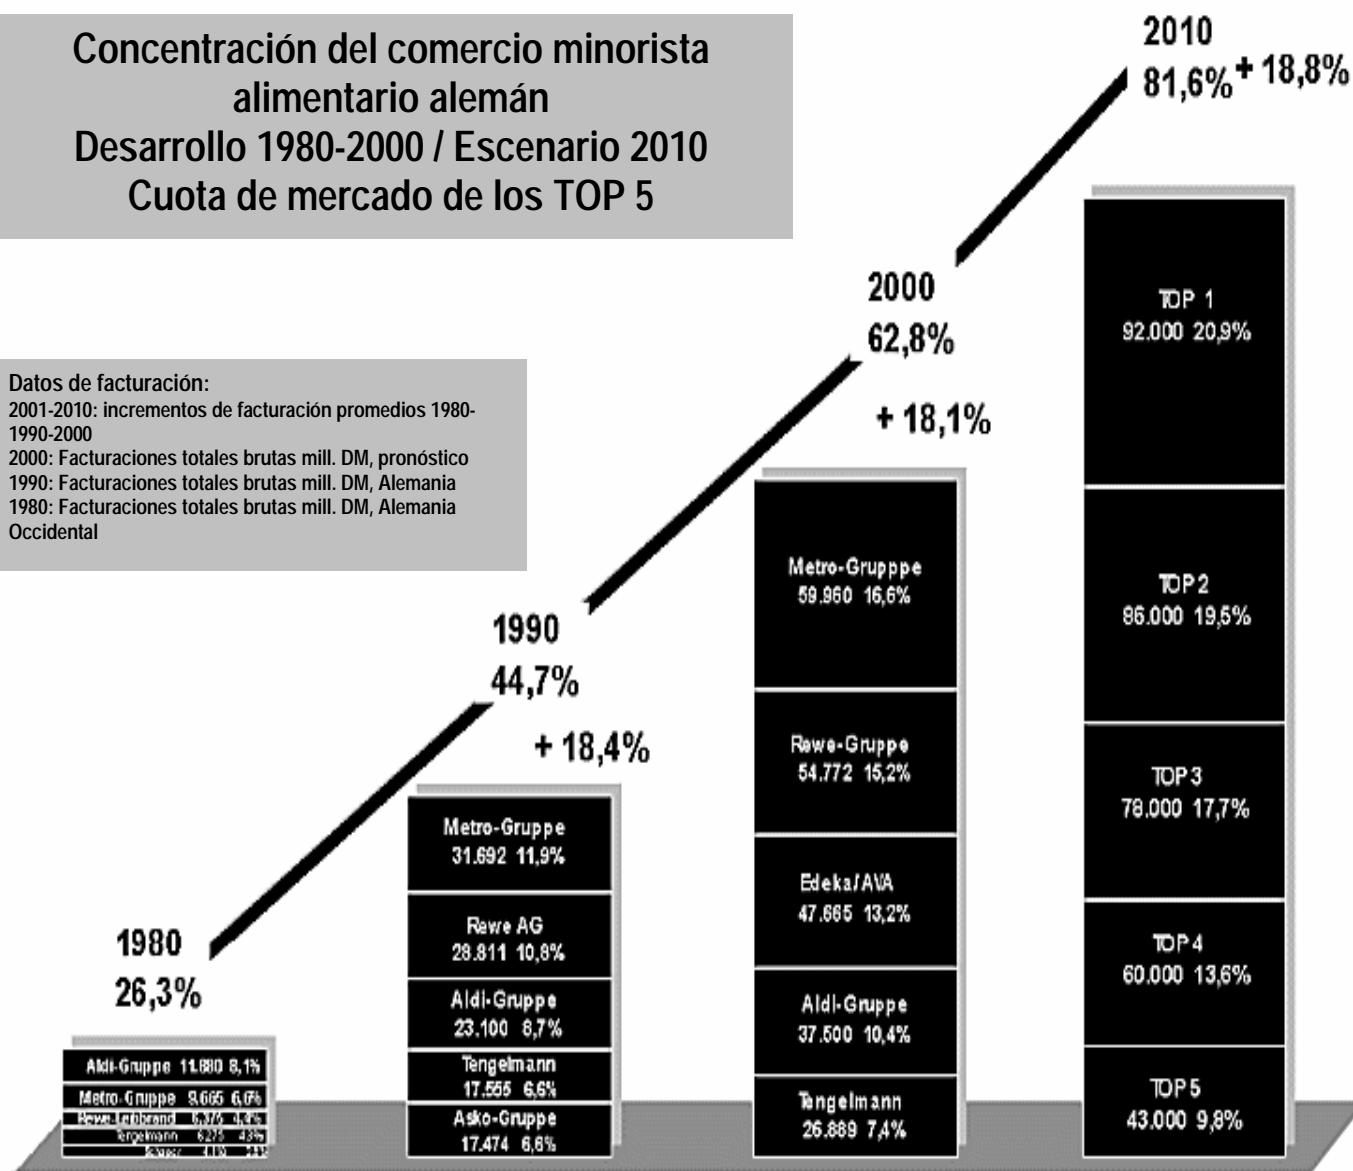 Concentración del comercio minorista
alimentario alemán
Desarrollo 1980-2000 / Escenario 2010
Cuota de mercado de los TOP 5
2010
81,6% + 18,8%
Datos de facturación:
2001-2010: incrementos de facturación promedios 1980-
1990-2000
2000: Facturaciones totales brutas mill. DM, pronóstico
1990: Facturaciones totales brutas mill. DM, Alemania
1980: Facturaciones totales brutas mill. DM, Alemania
Occidental
1980
26,3%
Aldi-Gruppe 11.880 8,1%
Metro-Gruppe 9.665 6,6%
Tengelmann
1990
44,7%
+ 18,4%
Metro-Gruppe
31.692 11,9%
Rewe AG
28.811 10,8%
Aldi-Gruppe
23.100 8,7%
Tengelmann
17.555 6,6%
Asko-Gruppe
17.474 6,6%
2000
62,8%
+ 18,1%
Metro-Grupppe
59.960 16,6%
Rewe-Gruppe
54.772 15,2%
Edeka/AVA
47.665 13,2%
Aldi-Gruppe
37.500 10,4%
Tengelmann
26.889 7,4%
TOP 1
92.000 20,9%
TOP 2
86.000 19,5%
TOP 3
78.000 17,7%
TOP 4
60.000 13,6%
TOP 5
43.000 9,8%